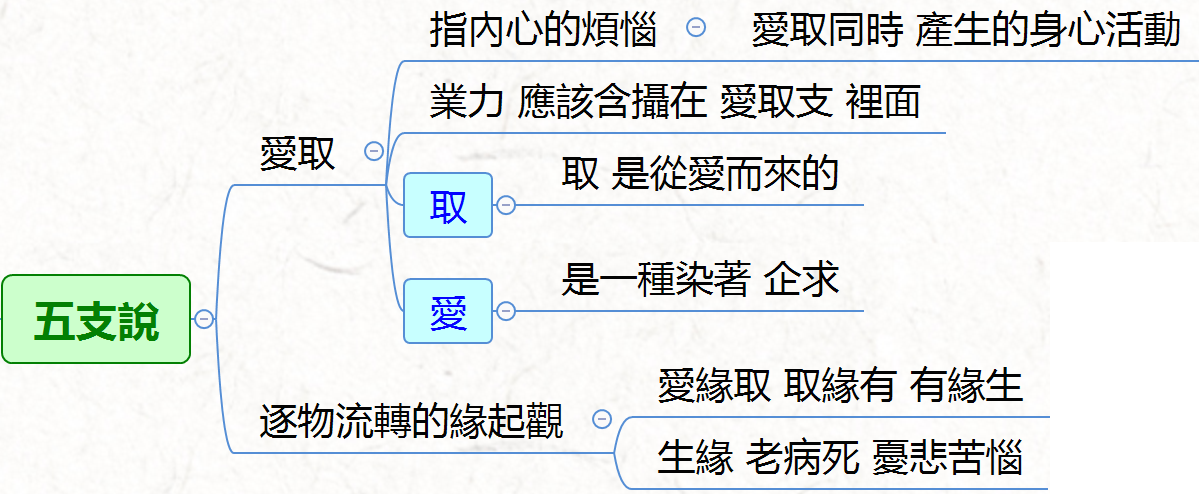 指內心的煩惱 愛取同時 產生的身心活動
業力 應該含攝在 愛取支 裡面
愛取
取 是從愛而來的
取
是一種染著 企求
愛
五支說
愛緣取 取緣有 有緣生
逐物流轉的緣起觀
生緣 老病死 憂悲苦惱